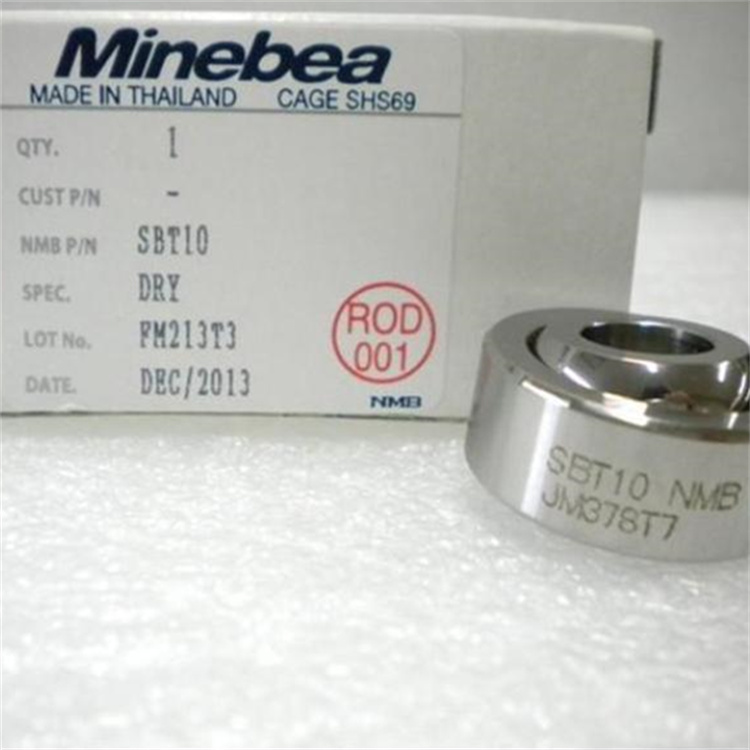 Minebea
MADE IN THAILAND CAGE SHS69
QTY. 1
CUST P/N -
NMB P/N SBT10
SPEC. DRY
LOT No. FM213T3
DATE. DEC/2013
ROD
001
NMB
SBT10 NMB
JM378T7